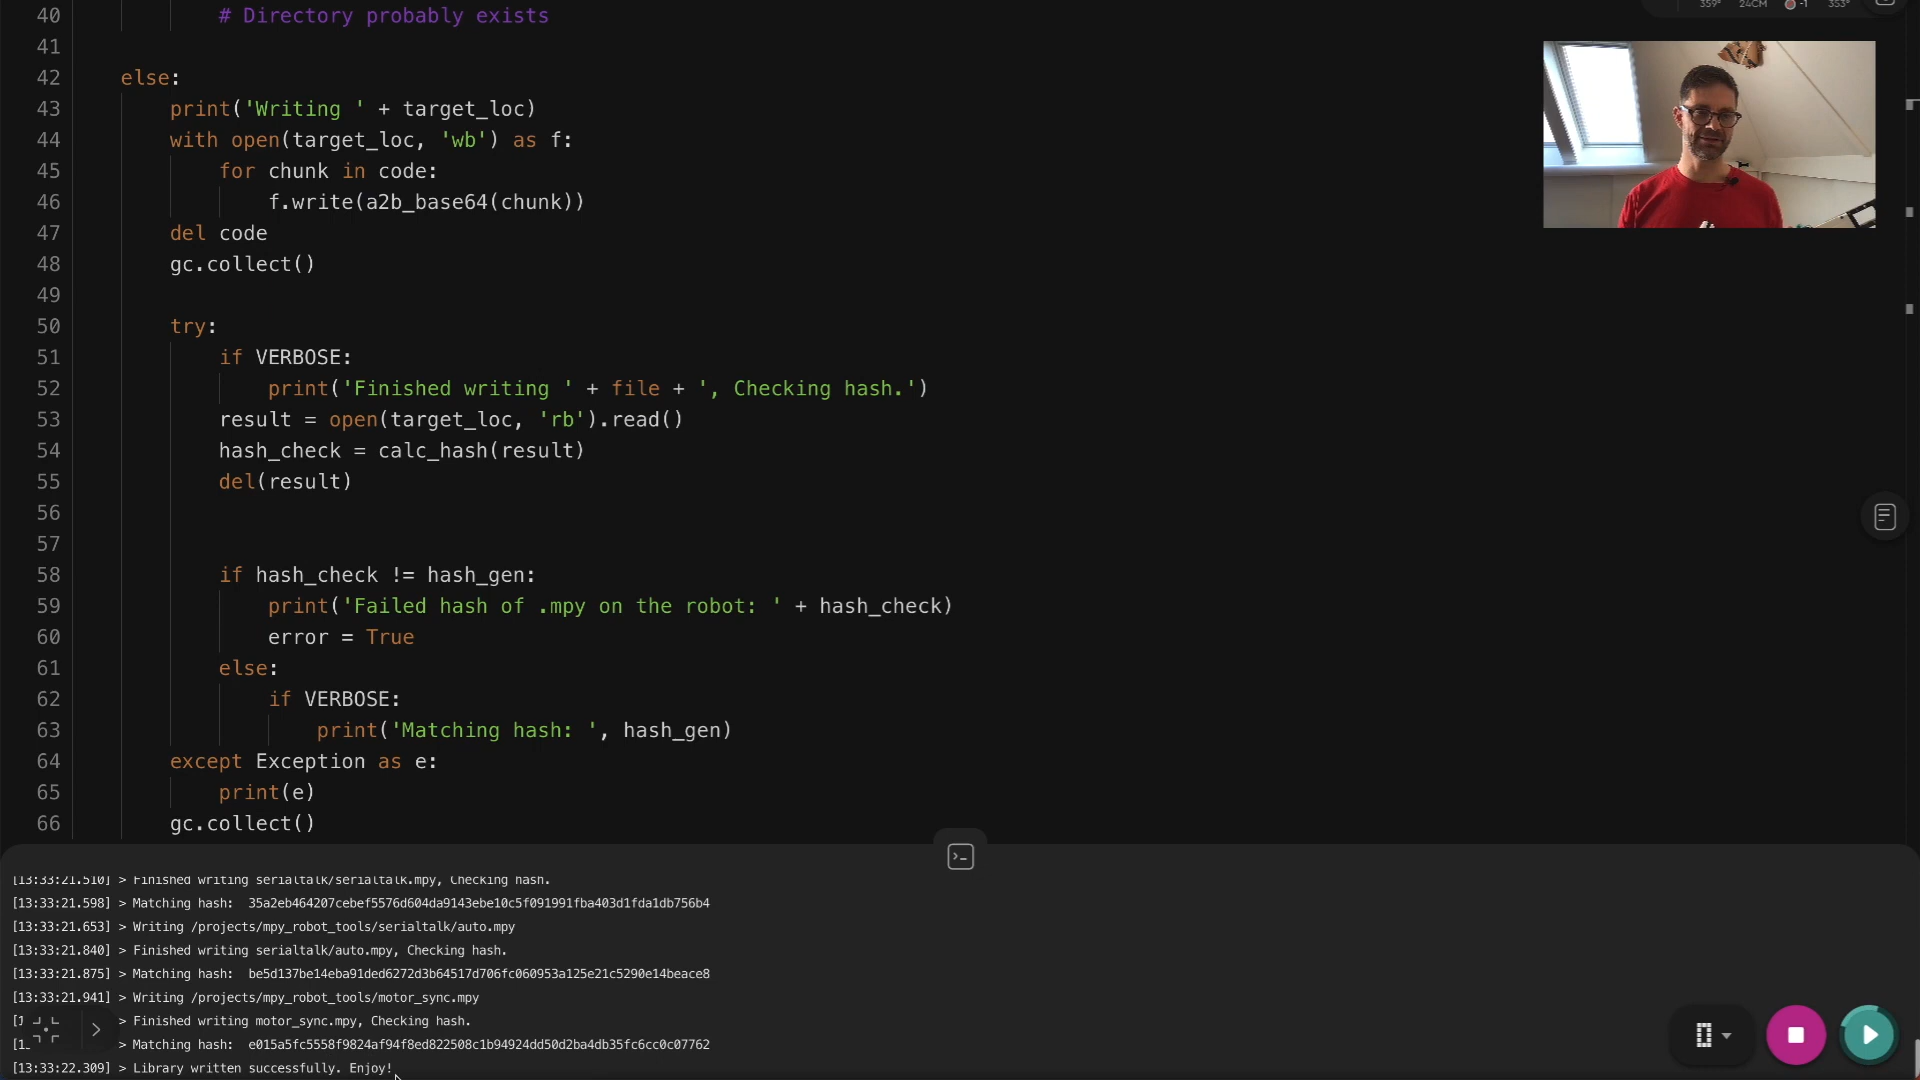 359° 24CM -1 353°
40 # Directory probably exists
41
42 else:
43 print('Writing ' + target_loc)
44 with open(target_loc, 'wb') as f:
45 for chunk in code:
46 f.write(a2b_base64(chunk))
47 del code
48 gc.collect()
49
50 try:
51 if VERBOSE:
52 print('Finished writing ' + file + ', Checking hash.')
53 result = open(target_loc, 'rb').read()
54 hash_check = calc_hash(result)
55 del(result)
56
57
58 if hash_check != hash_gen:
59 print('Failed hash of .mpy on the robot: ' + hash_check)
60 error = True
61 else:
62 if VERBOSE:
63 print('Matching hash: ', hash_gen)
64 except Exception as e:
65 print(e)
66 gc.collect()
[13:33:21.510] > Finished writing serialtalk/serialtalk.mpy, Checking hash.
[13:33:21.598] > Matching hash:  35a2eb464207cebef5576d604da9143ebe10c5f091991fba403d1fda1db756b4
[13:33:21.653] > Writing /projects/mpy_robot_tools/serialtalk/auto.mpy
[13:33:21.840] > Finished writing serialtalk/auto.mpy, Checking hash.
[13:33:21.875] > Matching hash:  be5d137be14eba91ded6272d3b64517d706fc060953a125e21c5290e14beace8
[13:33:21.941] > Writing /projects/mpy_robot_tools/motor_sync.mpy
> Finished writing motor_sync.mpy, Checking hash.
> Matching hash:  e015a5fc5558f9824af94f8ed822508c1b94924dd50d2ba4db35fc6cc0c07762
[13:33:22.309] > Library written successfully. Enjoy!